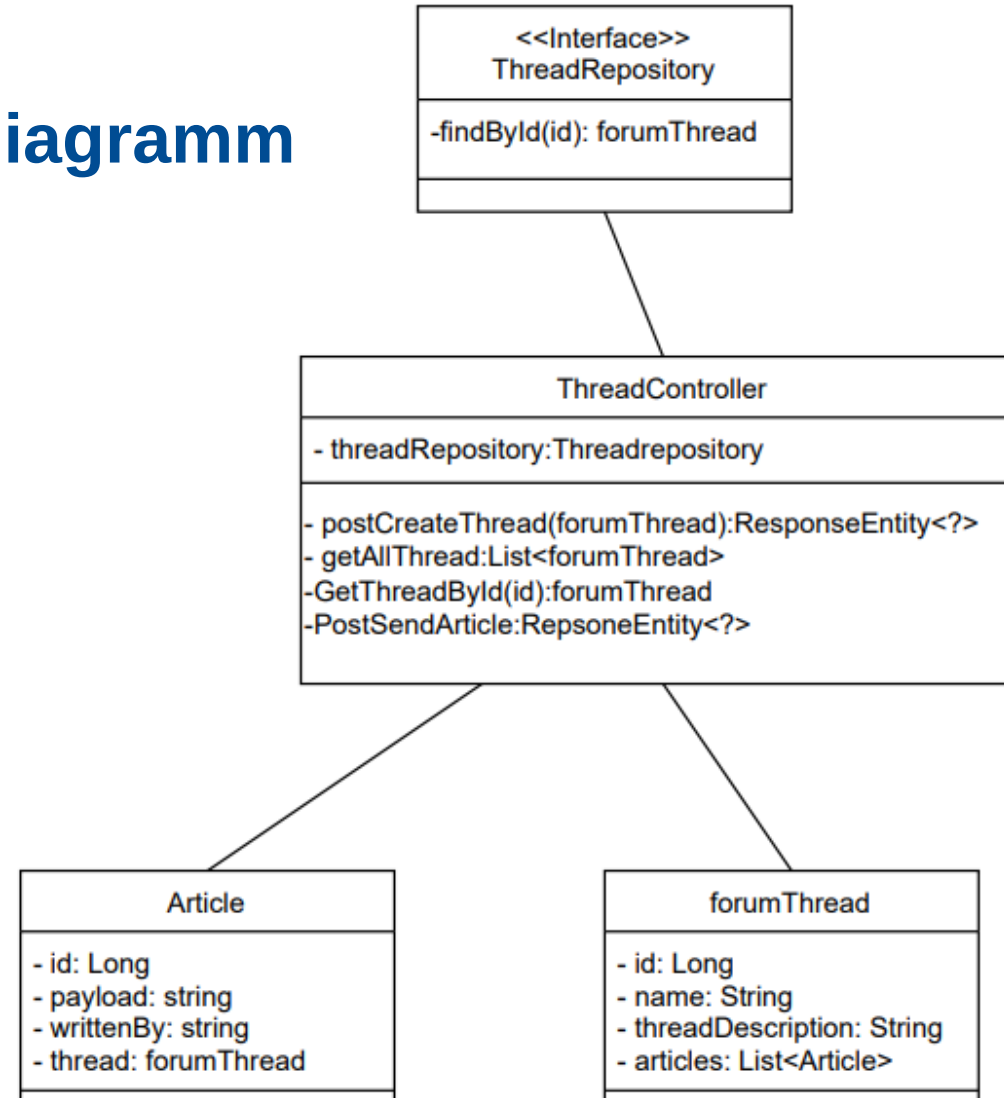 iagramm
<<Interface>>
ThreadRepository
-findById(id): forumThread
ThreadController
- threadRepository:Threadrepository
- postCreateThread(forumThread):ResponseEntity<?>
- getAllThread:List<forumThread>
-GetThreadById(id):forumThread
-PostSendArticle:RepsoneEntity<?>
Article
- id: Long
- payload: string
- writtenBy: string
- thread: forumThread
forumThread
- id: Long
- name: String
- threadDescription: String
- articles: List<Article>